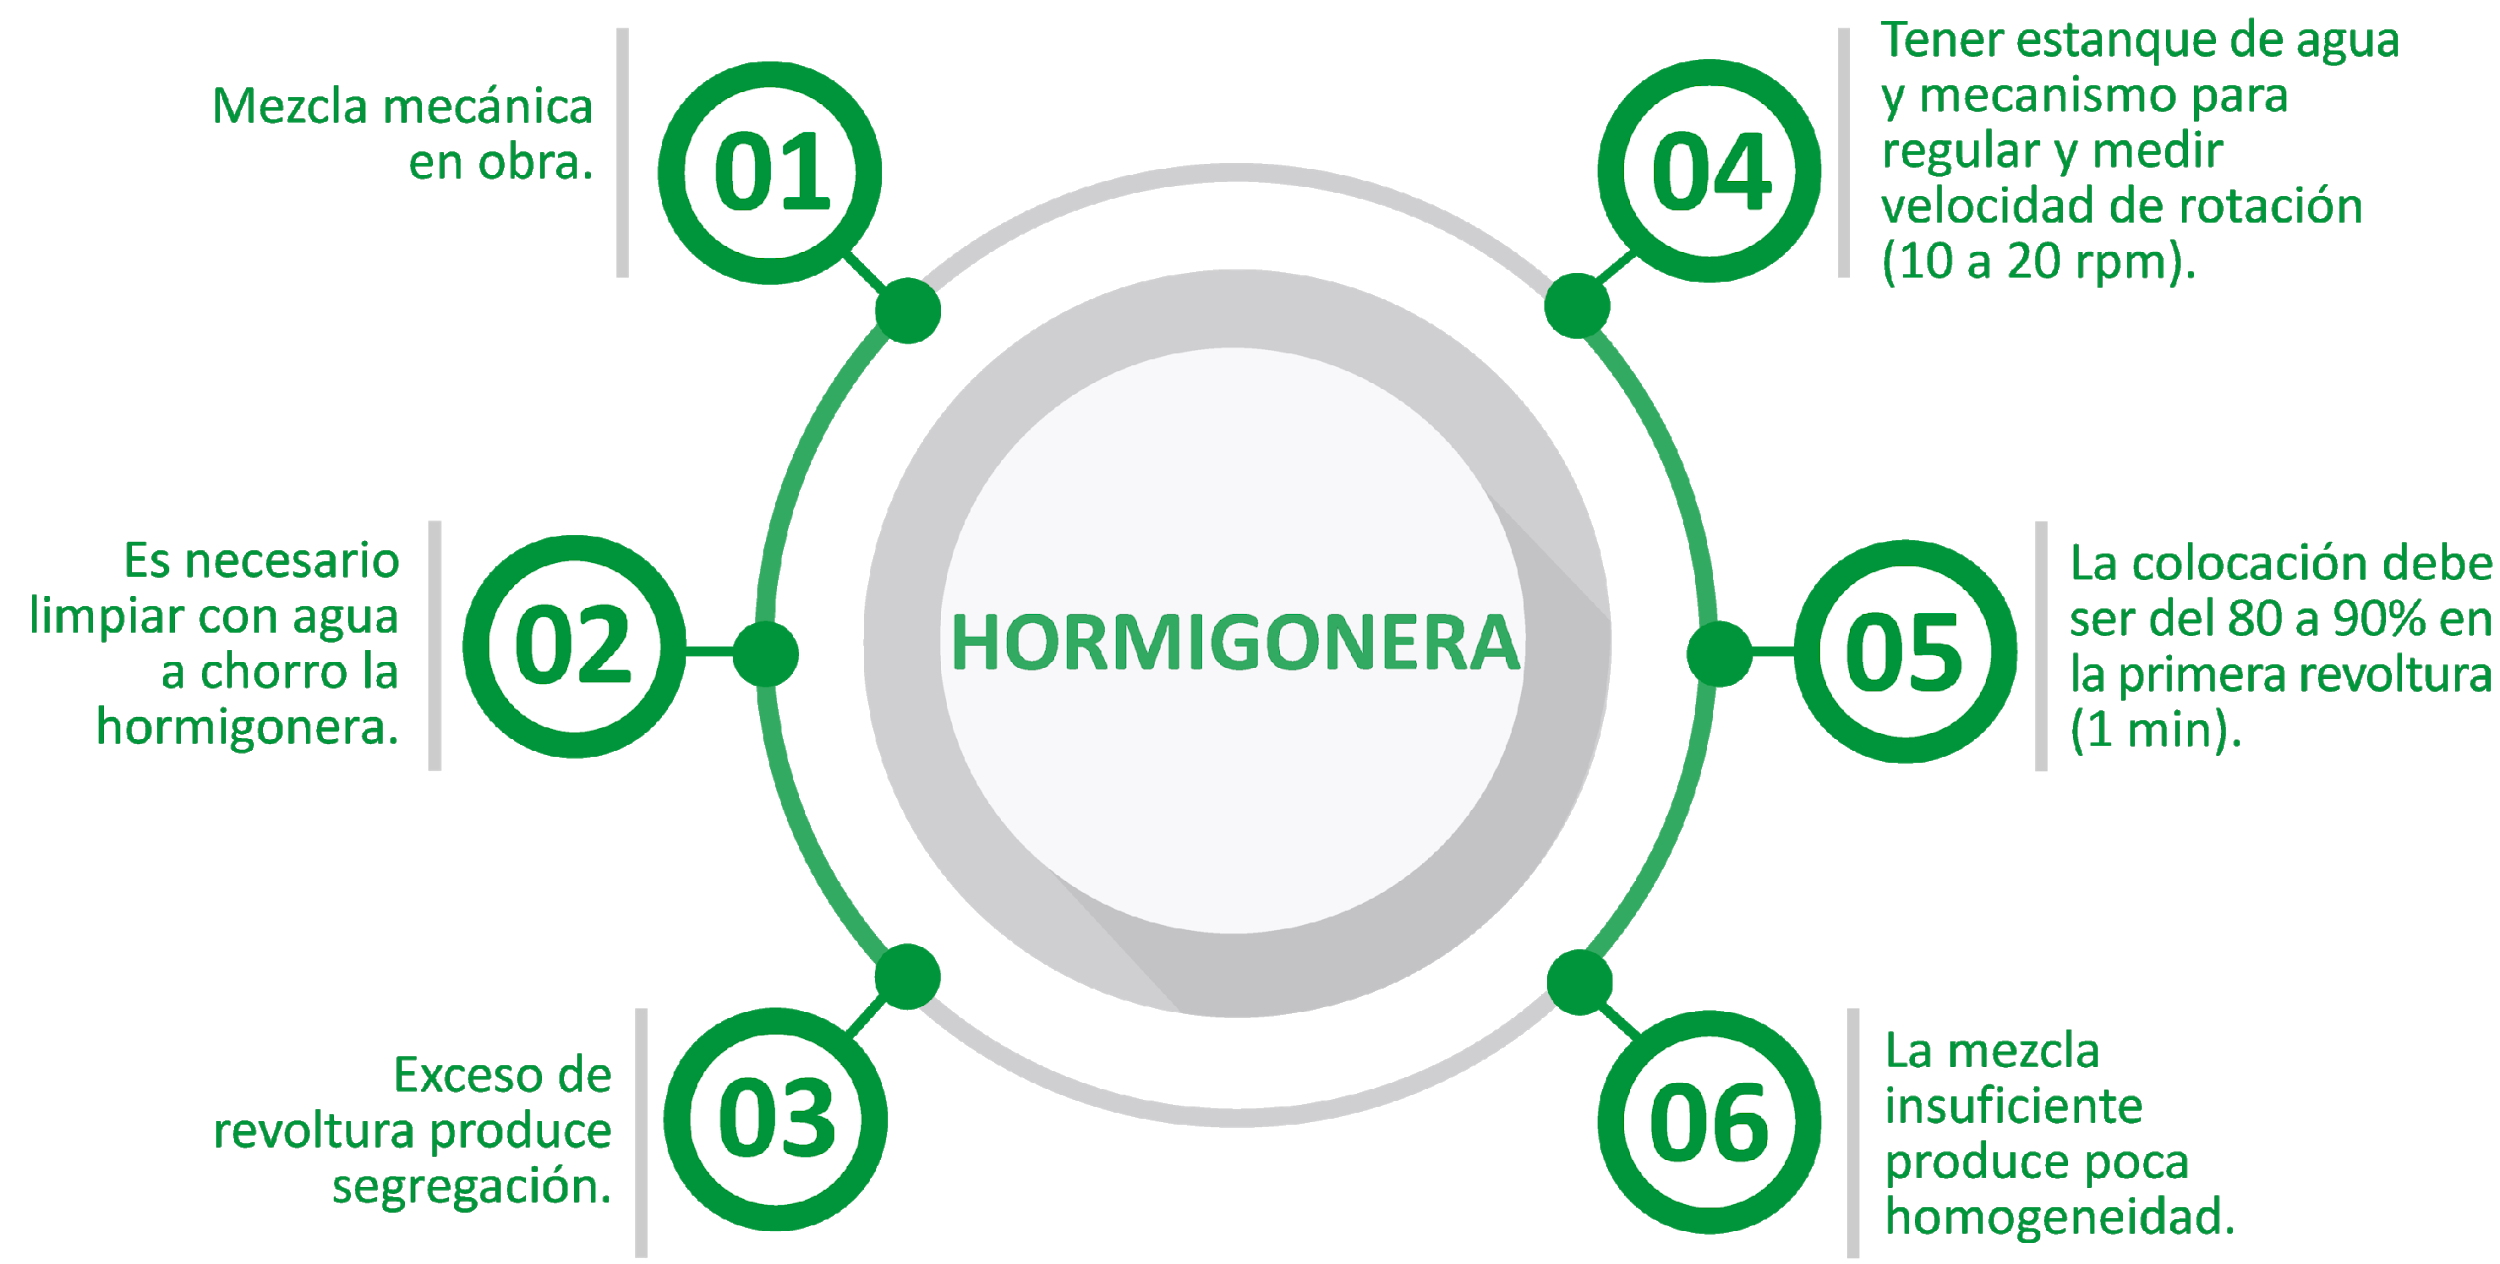 01
Mezcla mecánica
en obra.
02
Es necesario
limpiar con agua
a chorro la
hormigonera.
03
Exceso de
revoltura produce
segregación.
HORMIGONERA
04
Tener estanque de agua
y mecanismo para
regular y medir
velocidad de rotación
(10 a 20 rpm).
05
La colocación debe
ser del 80 a 90% en
la primera revoltura
(1 min).
06
La mezcla
insuficiente
produce poca
homogeneidad.